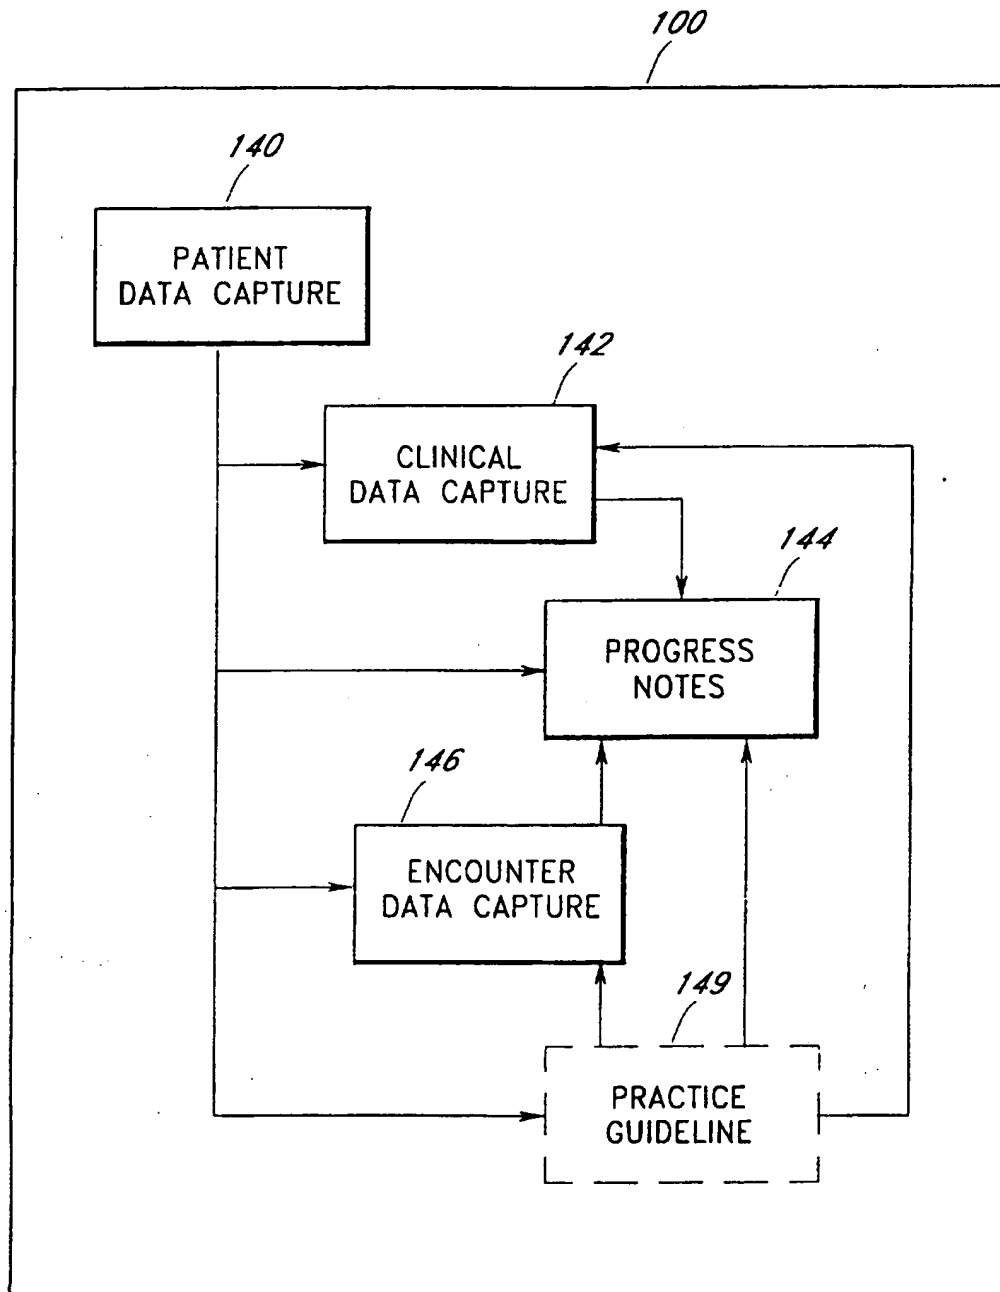 100
140
PATIENT
DATA CAPTURE
142
CLINICAL
DATA CAPTURE
144
PROGRESS
NOTES
146
ENCOUNTER
DATA CAPTURE
149
PRACTICE
GUIDELINE